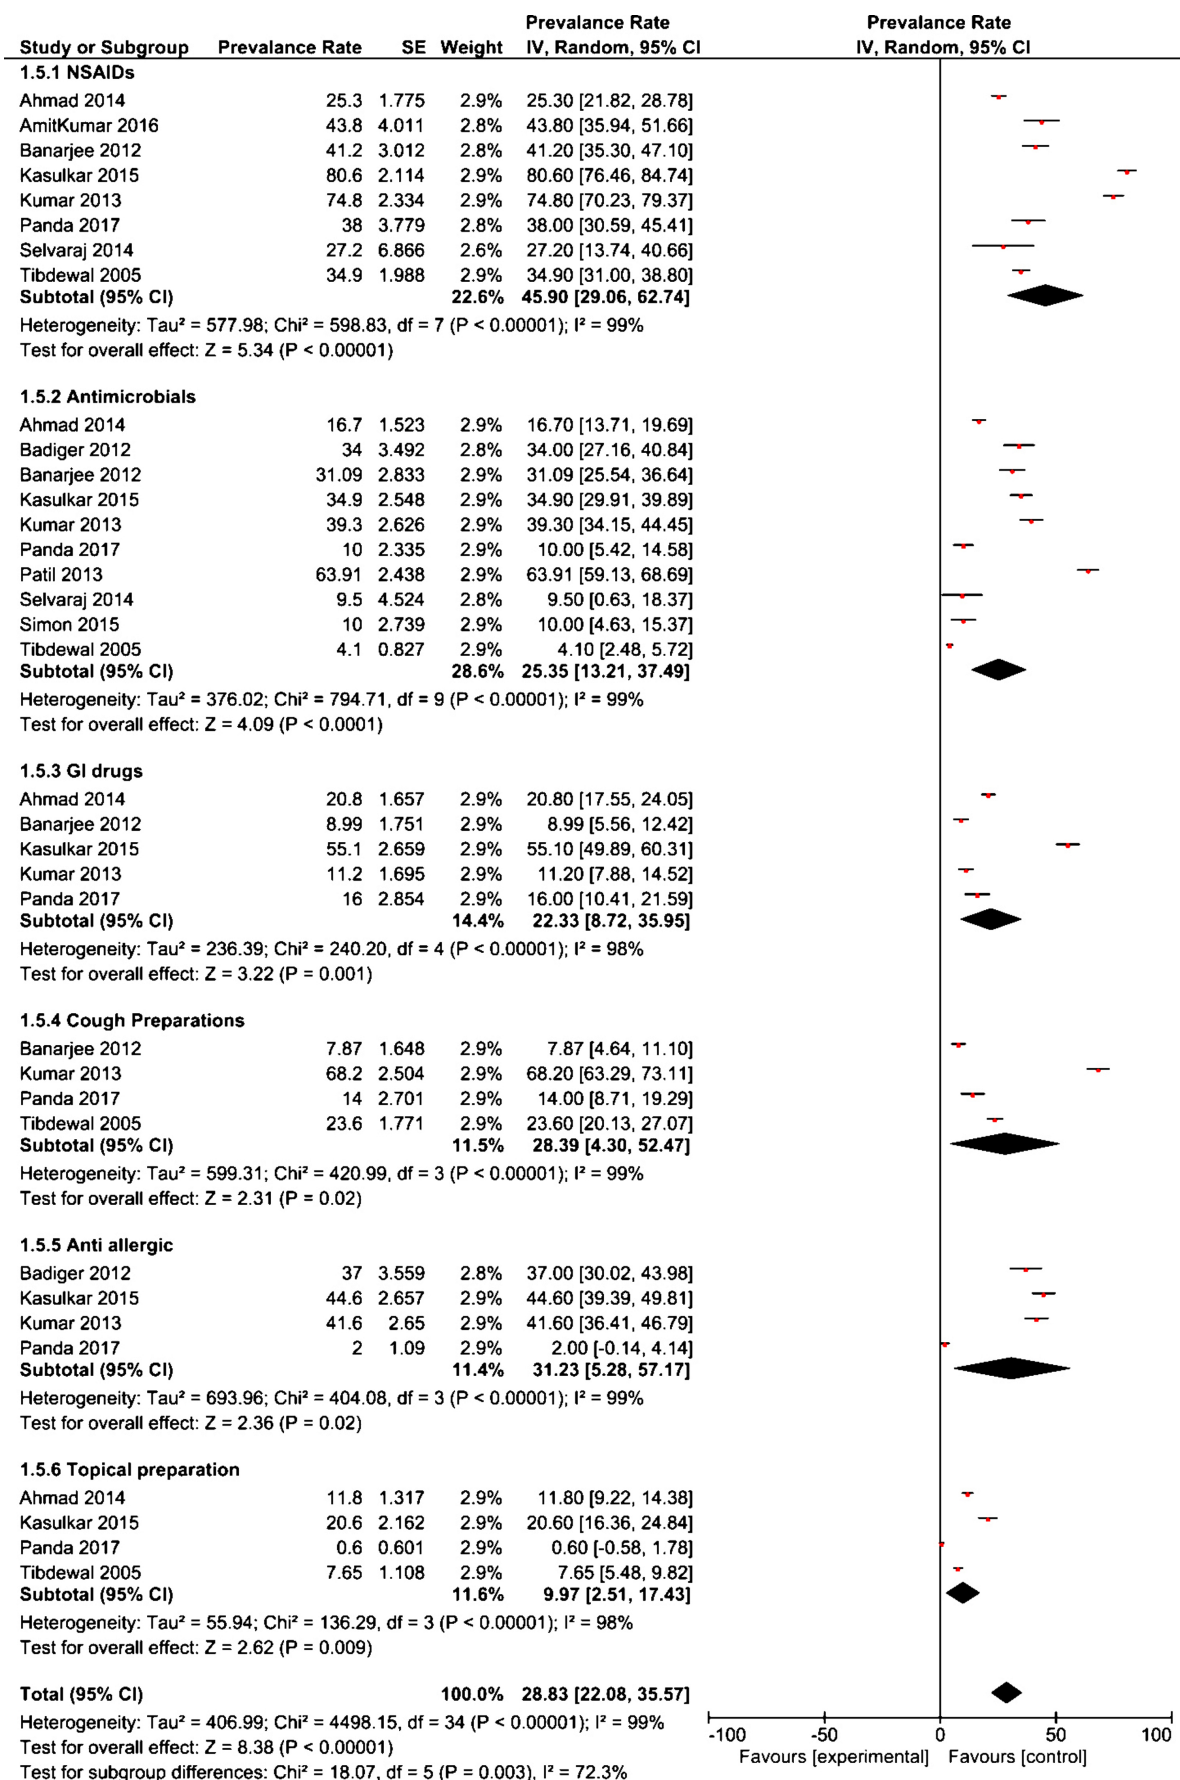 Prevalance Rate Prevalance Rate
Study or Subgroup Prevalance Rate SE Weight IV, Random, 95% CI IV, Random, 95% CI
1.5.1 NSAIDs
Ahmad 2014 25.3 1.775 2.9% 25.30 [21.82, 28.78]
AmitKumar 2016 43.8 4.011 2.8% 43.80 [35.94, 51.66]
Banarjee 2012 41.2 3.012 2.8% 41.20 [35.30, 47.10]
Kasulkar 2015 80.6 2.114 2.9% 80.60 [76.46, 84.74]
Kumar 2013 74.8 2.334 2.9% 74.80 [70.23, 79.37]
Panda 2017 38 3.779 2.8% 38.00 [30.59, 45.41]
Selvaraj 2014 27.2 6.866 2.6% 27.20 [13.74, 40.66]
Tibdewal 2005 34.9 1.988 2.9% 34.90 [31.00, 38.80]
Subtotal (95% CI) 22.6% 45.90 [29.06, 62.74]
Heterogeneity: Tau² = 577.98; Chi² = 598.83, df = 7 (P < 0.00001); I² = 99%
Test for overall effect: Z = 5.34 (P < 0.00001)
1.5.2 Antimicrobials
Ahmad 2014 16.7 1.523 2.9% 16.70 [13.71, 19.69]
Badiger 2012 34 3.492 2.8% 34.00 [27.16, 40.84]
Banarjee 2012 31.09 2.833 2.9% 31.09 [25.54, 36.64]
Kasulkar 2015 34.9 2.548 2.9% 34.90 [29.91, 39.89]
Kumar 2013 39.3 2.626 2.9% 39.30 [34.15, 44.45]
Panda 2017 10 2.335 2.9% 10.00 [5.42, 14.58]
Patil 2013 63.91 2.438 2.9% 63.91 [59.13, 68.69]
Selvaraj 2014 9.5 4.524 2.8% 9.50 [0.63, 18.37]
Simon 2015 10 2.739 2.9% 10.00 [4.63, 15.37]
Tibdewal 2005 4.1 0.827 2.9% 4.10 [2.48, 5.72]
Subtotal (95% CI) 28.6% 25.35 [13.21, 37.49]
Heterogeneity: Tau² = 376.02; Chi² = 794.71, df = 9 (P < 0.00001); I² = 99%
Test for overall effect: Z = 4.09 (P < 0.0001)
1.5.3 GI drugs
Ahmad 2014 20.8 1.657 2.9% 20.80 [17.55, 24.05]
Banarjee 2012 8.99 1.751 2.9% 8.99 [5.56, 12.42]
Kasulkar 2015 55.1 2.659 2.9% 55.10 [49.89, 60.31]
Kumar 2013 11.2 1.695 2.9% 11.20 [7.88, 14.52]
Panda 2017 16 2.854 2.9% 16.00 [10.41, 21.59]
Subtotal (95% CI) 14.4% 22.33 [8.72, 35.95]
Heterogeneity: Tau² = 236.39; Chi² = 240.20, df = 4 (P < 0.00001); I² = 98%
Test for overall effect: Z = 3.22 (P = 0.001)
1.5.4 Cough Preparations
Banarjee 2012 7.87 1.648 2.9% 7.87 [4.64, 11.10]
Kumar 2013 68.2 2.504 2.9% 68.20 [63.29, 73.11]
Panda 2017 14 2.701 2.9% 14.00 [8.71, 19.29]
Tibdewal 2005 23.6 1.771 2.9% 23.60 [20.13, 27.07]
Subtotal (95% CI) 11.5% 28.39 [4.30, 52.47]
Heterogeneity: Tau² = 599.31; Chi² = 420.99, df = 3 (P < 0.00001); I² = 99%
Test for overall effect: Z = 2.31 (P = 0.02)
1.5.5 Anti allergic
Badiger 2012 37 3.559 2.8% 37.00 [30.02, 43.98]
Kasulkar 2015 44.6 2.657 2.9% 44.60 [39.39, 49.81]
Kumar 2013 41.6 2.65 2.9% 41.60 [36.41, 46.79]
Panda 2017 2 1.09 2.9% 2.00 [-0.14, 4.14]
Subtotal (95% CI) 11.4% 31.23 [5.28, 57.17]
Heterogeneity: Tau² = 693.96; Chi² = 404.08, df = 3 (P < 0.00001); I² = 99%
Test for overall effect: Z = 2.36 (P = 0.02)
1.5.6 Topical preparation
Ahmad 2014 11.8 1.317 2.9% 11.80 [9.22, 14.38]
Kasulkar 2015 20.6 2.162 2.9% 20.60 [16.36, 24.84]
Panda 2017 0.6 0.601 2.9% 0.60 [-0.58, 1.78]
Tibdewal 2005 7.65 1.108 2.9% 7.65 [5.48, 9.82]
Subtotal (95% CI) 11.6% 9.97 [2.51, 17.43]
Heterogeneity: Tau² = 55.94; Chi² = 136.29, df = 3 (P < 0.00001); I² = 98%
Test for overall effect: Z = 2.62 (P = 0.009)
Total (95% CI) 100.0% 28.83 [22.08, 35.57]
Heterogeneity: Tau² = 406.99; Chi² = 4498.15, df = 34 (P < 0.00001); I² = 99%
-100 -50 0 50 100
Test for overall effect: Z = 8.38 (P < 0.00001)
Favours [experimental] Favours [control]
Test for subgroup differences: Chi² = 18.07, df = 5 (P = 0.003), I² = 72.3%